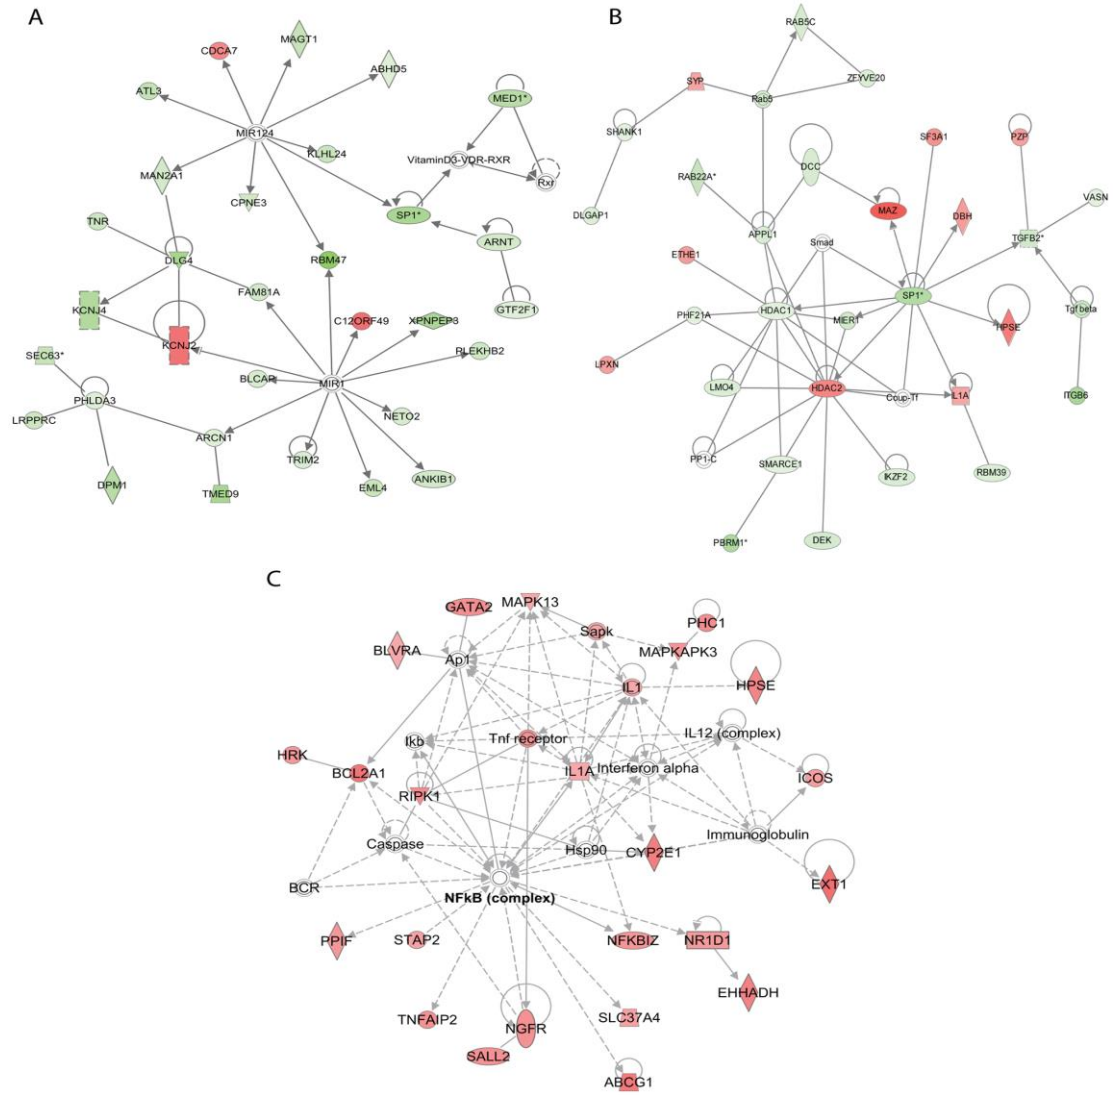 A
B
MAGT1
CDCA7
ABHD5
ATL3
MED1*
MIR124
KLHL24
VitaminD3-VDR-RXR
Rxr
MAN2A1
CPNE3
SP1*
TNR
ARNT
DLG4
RBM47
FAM81A
KCNJ4
GTF2F1
C12ORF49
XPNPEP3
KCNJ2
SEC63*
PLEKHB2
BLCAP
MIR1
PHLDA3
LRPPRC
NETO2
ARCN1
TRIM2
ANKIB1
DPM1
EML4
TMED9
RAB5C
ZFYVE20
SYP
Rab5
SHANK1
SF3A1
PZP
DCC
RAB22A*
VASN
DLGAP1
MAZ
DBH
APPL1
TGFB2*
Smad
ETHE1
SP1*
HDAC1
Tgf beta
PHF21A
MIER1
HPSE
LPXN
LMO4
HDAC2
Coup-Tf
IL1A
ITGB6
PP1-C
SMARCE1
IKZF2
RBM39
PBRM1*
DEK
C
GATA2
MAPK13
PHC1
Sapk
BLVRA
Ap1
MAPKAPK3
IL1
HPSE
Ikb
Tnf receptor
IL12 (complex)
HRK
BCL2A1
IL1A
Interferon alpha
ICOS
RIPK1
Caspase
Hsp90
CYP2E1
Immunoglobulin
BCR
EXT1
NFkB (complex)
PPIF
STAP2
NFKBIZ
NR1D1
EHHADH
TNFAIP2
NGFR
SLC37A4
SALL2
ABCG1